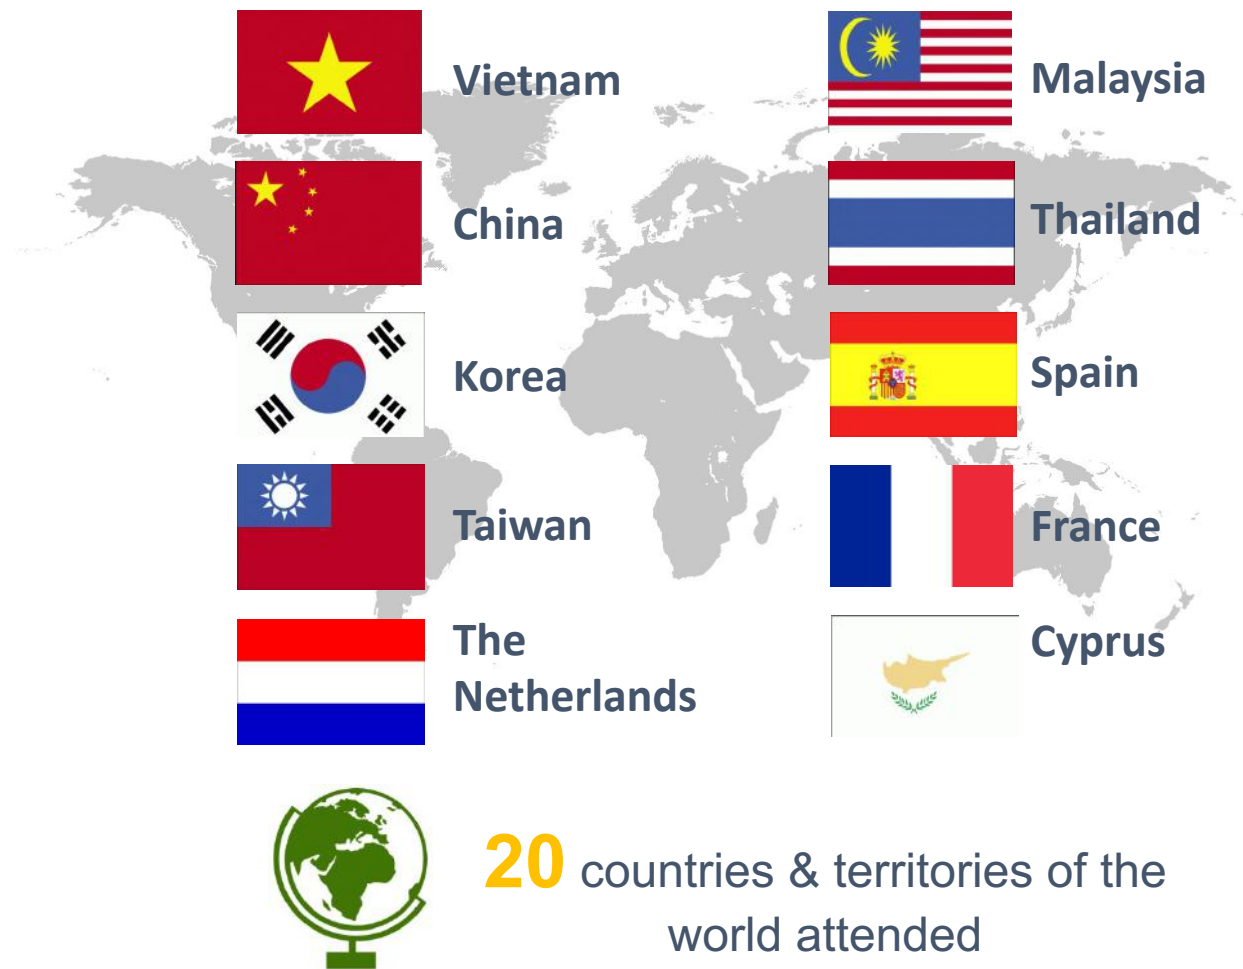 Vietnam
China
Korea
Taiwan
The
Netherlands
Malaysia
Thailand
Spain
France
Cyprus
20 countries & territories of the
world attended